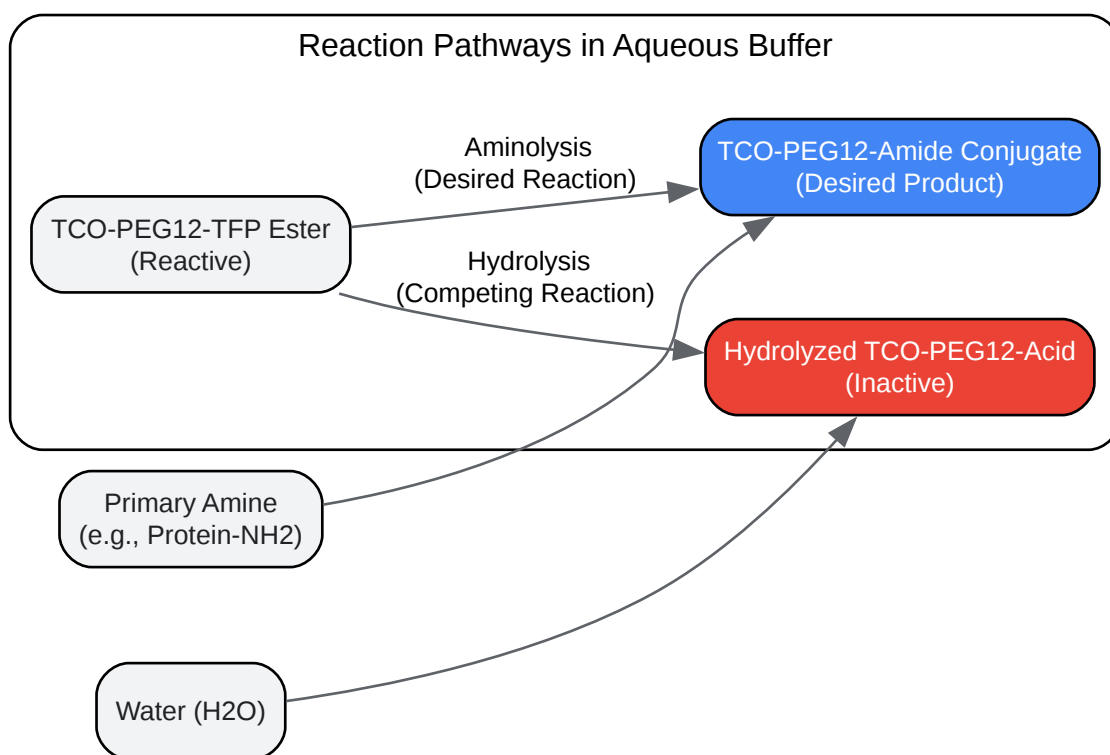 Reaction Pathways in Aqueous Buffer
Aminolysis
(Desired Reaction)
TCO-PEG12-Amide Conjugate
(Desired Product)
TCO-PEG12-TFP Ester
(Reactive)
Hydrolysis
(Competing Reaction)
Hydrolyzed TCO-PEG12-Acid
(Inactive)
Primary Amine
(e.g., Protein-NH2)
Water (H2O)